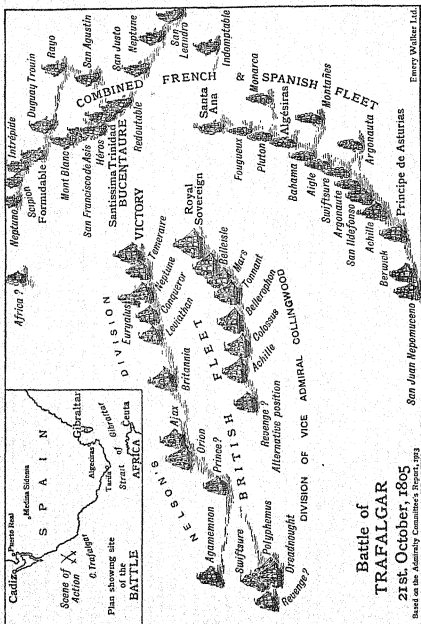 Neptuno
Scipion
Intrépide
Formidable
Duguay Trouin
Rayo
Mont Blanc
San Agustin
San Francisco de Asis
Héros
San Justo
Neptune
San Leandro
Santissima Trinidad
BUCENTAURE
Redoutable
Indomptable
COMBINED FRENCH & SPANISH FLEET
Santa
Ana
Monarca
Fougueux
Pluton
Algésiras
Montañes
Bahama
Aigle
Swiftsure
Argonaute
San Ildefonso
Argonauta
Achille
Principe de Asturias
Berwick
San Juan Nepomuceno
Africa ?
VICTORY
Temeraire
Neptune
Euryalus
Conqueror
Leviathan
Britannia
Ajax
Orion
Prince?
Agamemnon
NELSON'S DIVISION
BRITISH FLEET
Royal
Sovereign
Belleisle
Mars
Tonnant
Bellerophon
Colossus
Achille
Revenge?
Alternative position
Swiftsure
Polyphemus
Dreadnought
Revenge?
DIVISION OF VICE ADMIRAL COLLINGWOOD
Cadiz
Puerto Real
Medina Sidonia
SPAIN
Scene of
Action
C. Trafalgar
Gibraltar
Algeciras
Tarifa
Strait of Gibraltar
Ceuta
AFRICA
Plan showing site
of the
BATTLE
Battle of
TRAFALGAR
21st. October, 1805
Based on the Admiralty Committee's Report, 1913
Emery Walker Ltd.